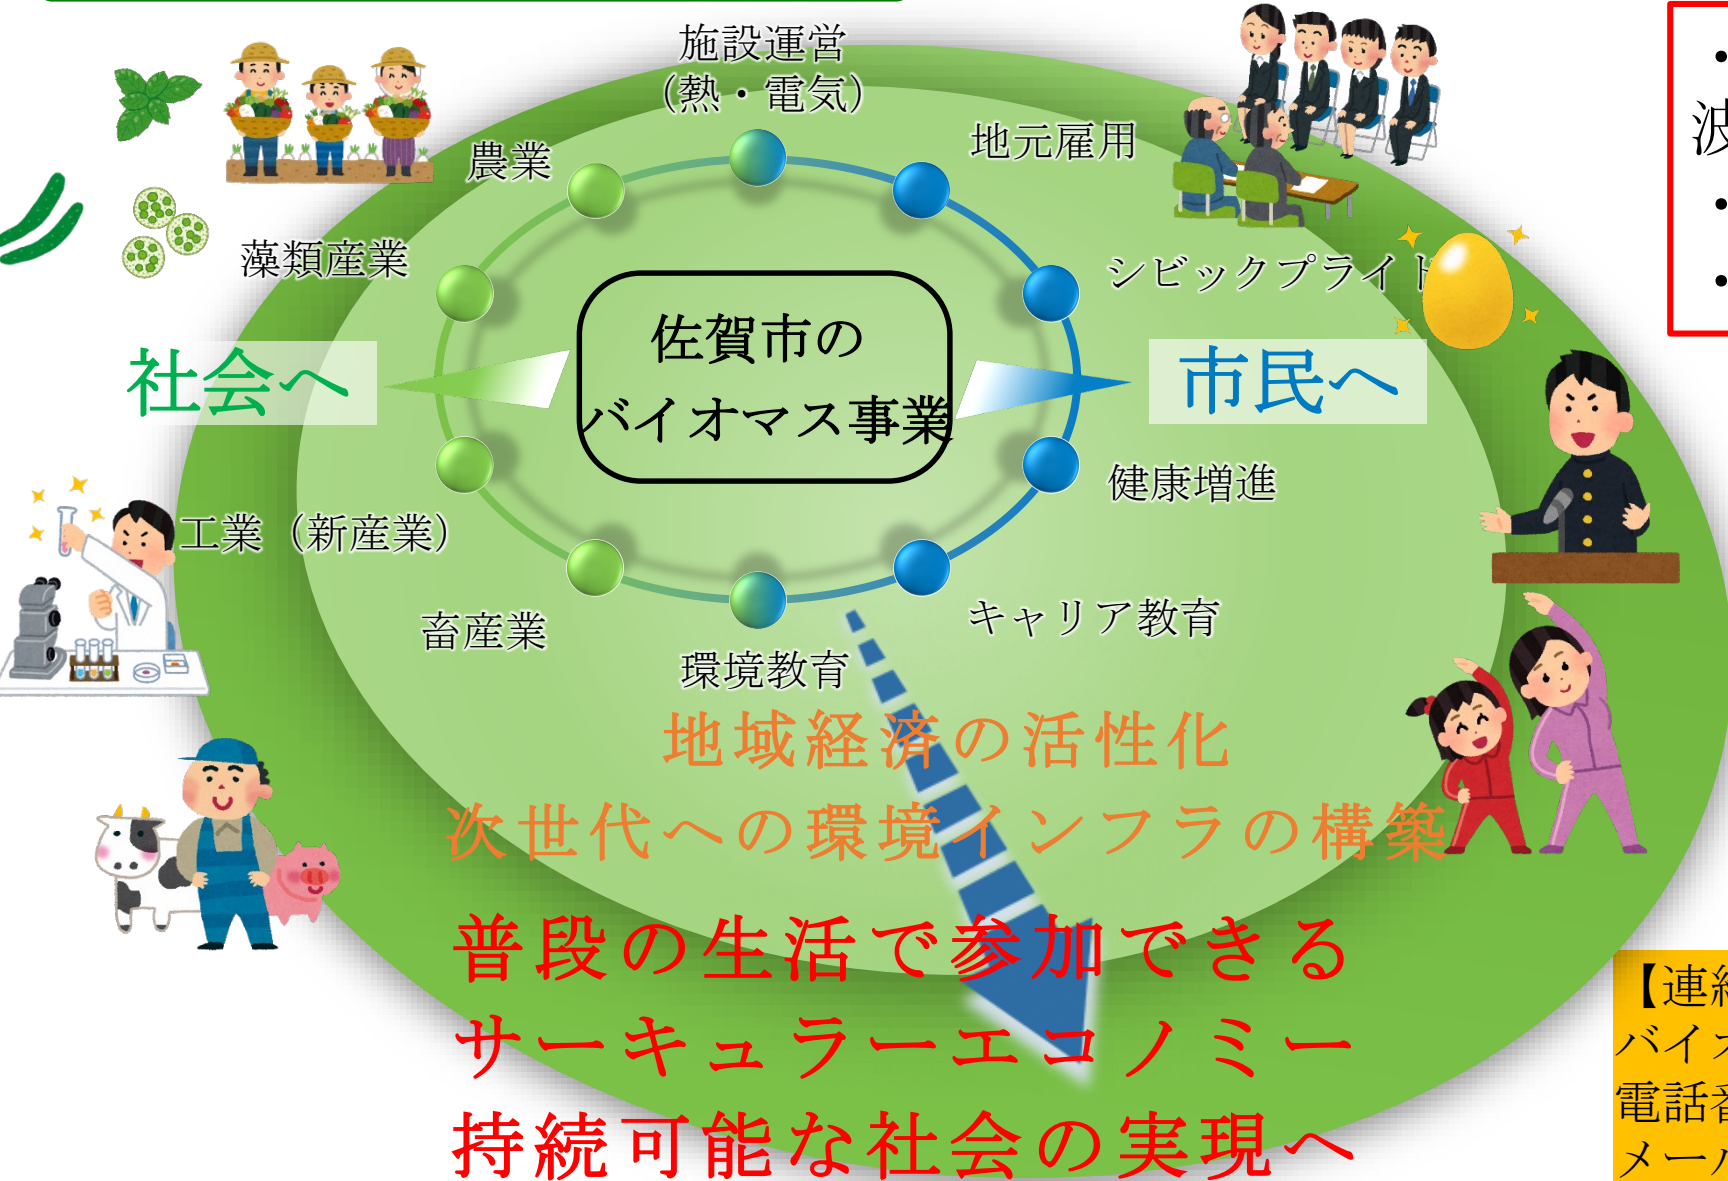 施設運営
（熱・電気）
農業
地元雇用
藻類産業
シビックプライド
佐賀市の
バイオマス事業
社会へ
市民へ
工業（新産業）
健康増進
畜産業
キャリア教育
環境教育
地域経済の活性化
次世代への環境インフラの構築
普段の生活で参加できる
サーキュラーエコノミー
持続可能な社会の実現へ
・
波
・
・
【連絡
バイオ
電話番
メール